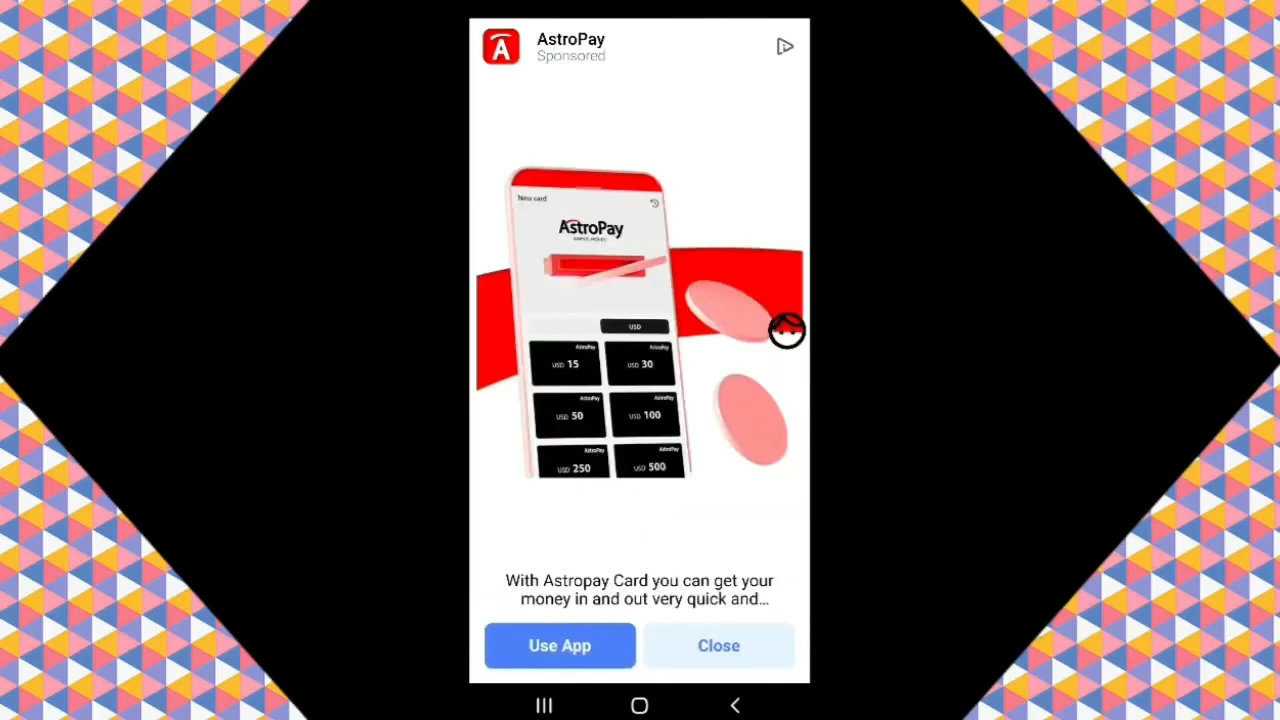 AstroPay
Sponsored
New card
AstroPay
SIMPLE. MONEY.
USD
AstroPay
USD 15
AstroPay
USD 30
AstroPay
USD 50
AstroPay
USD 100
AstroPay
USD 250
AstroPay
USD 500
With Astropay Card you can get your
money in and out very quick and...
Use App
Close